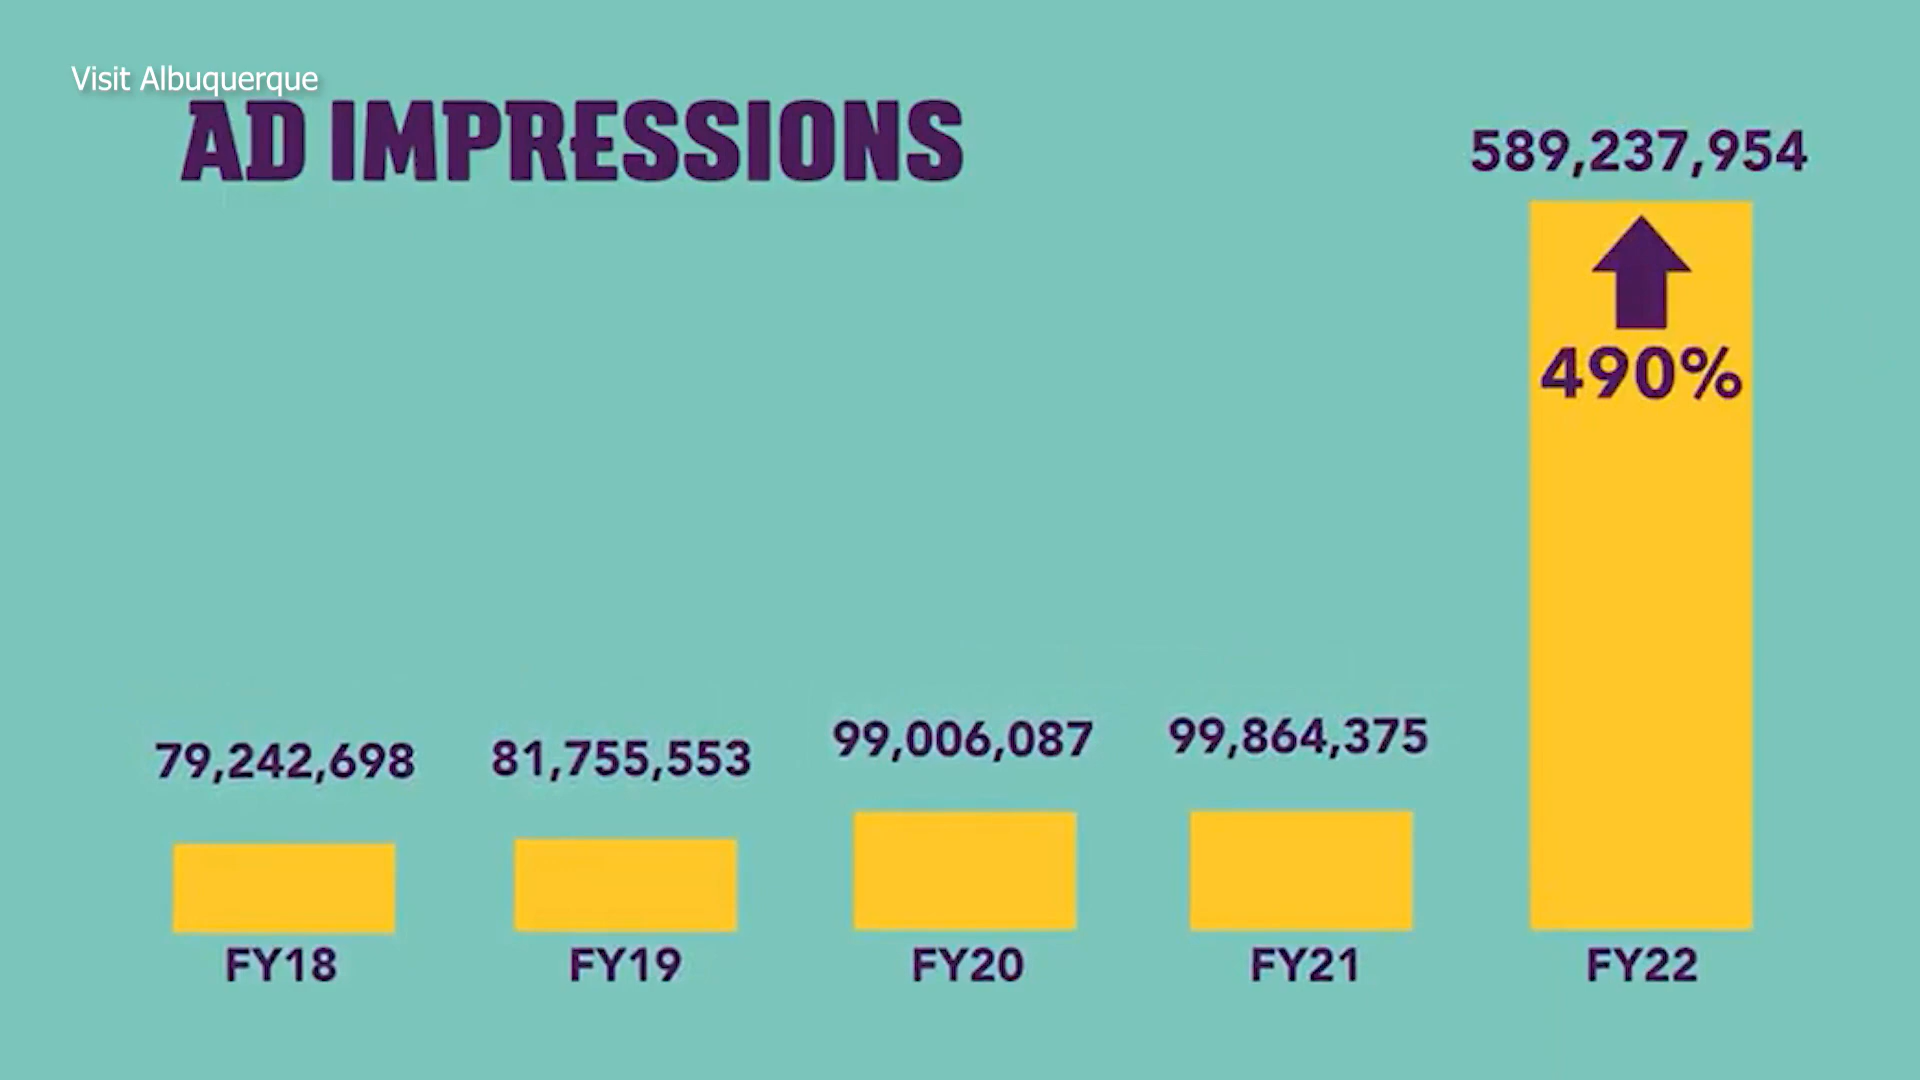 Visit Albuquerque
AD IMPRESSIONS
589,237,954
490%
79,242,698
81,755,553
99,006,087
99,864,375
FY18
FY19
FY20
FY21
FY22